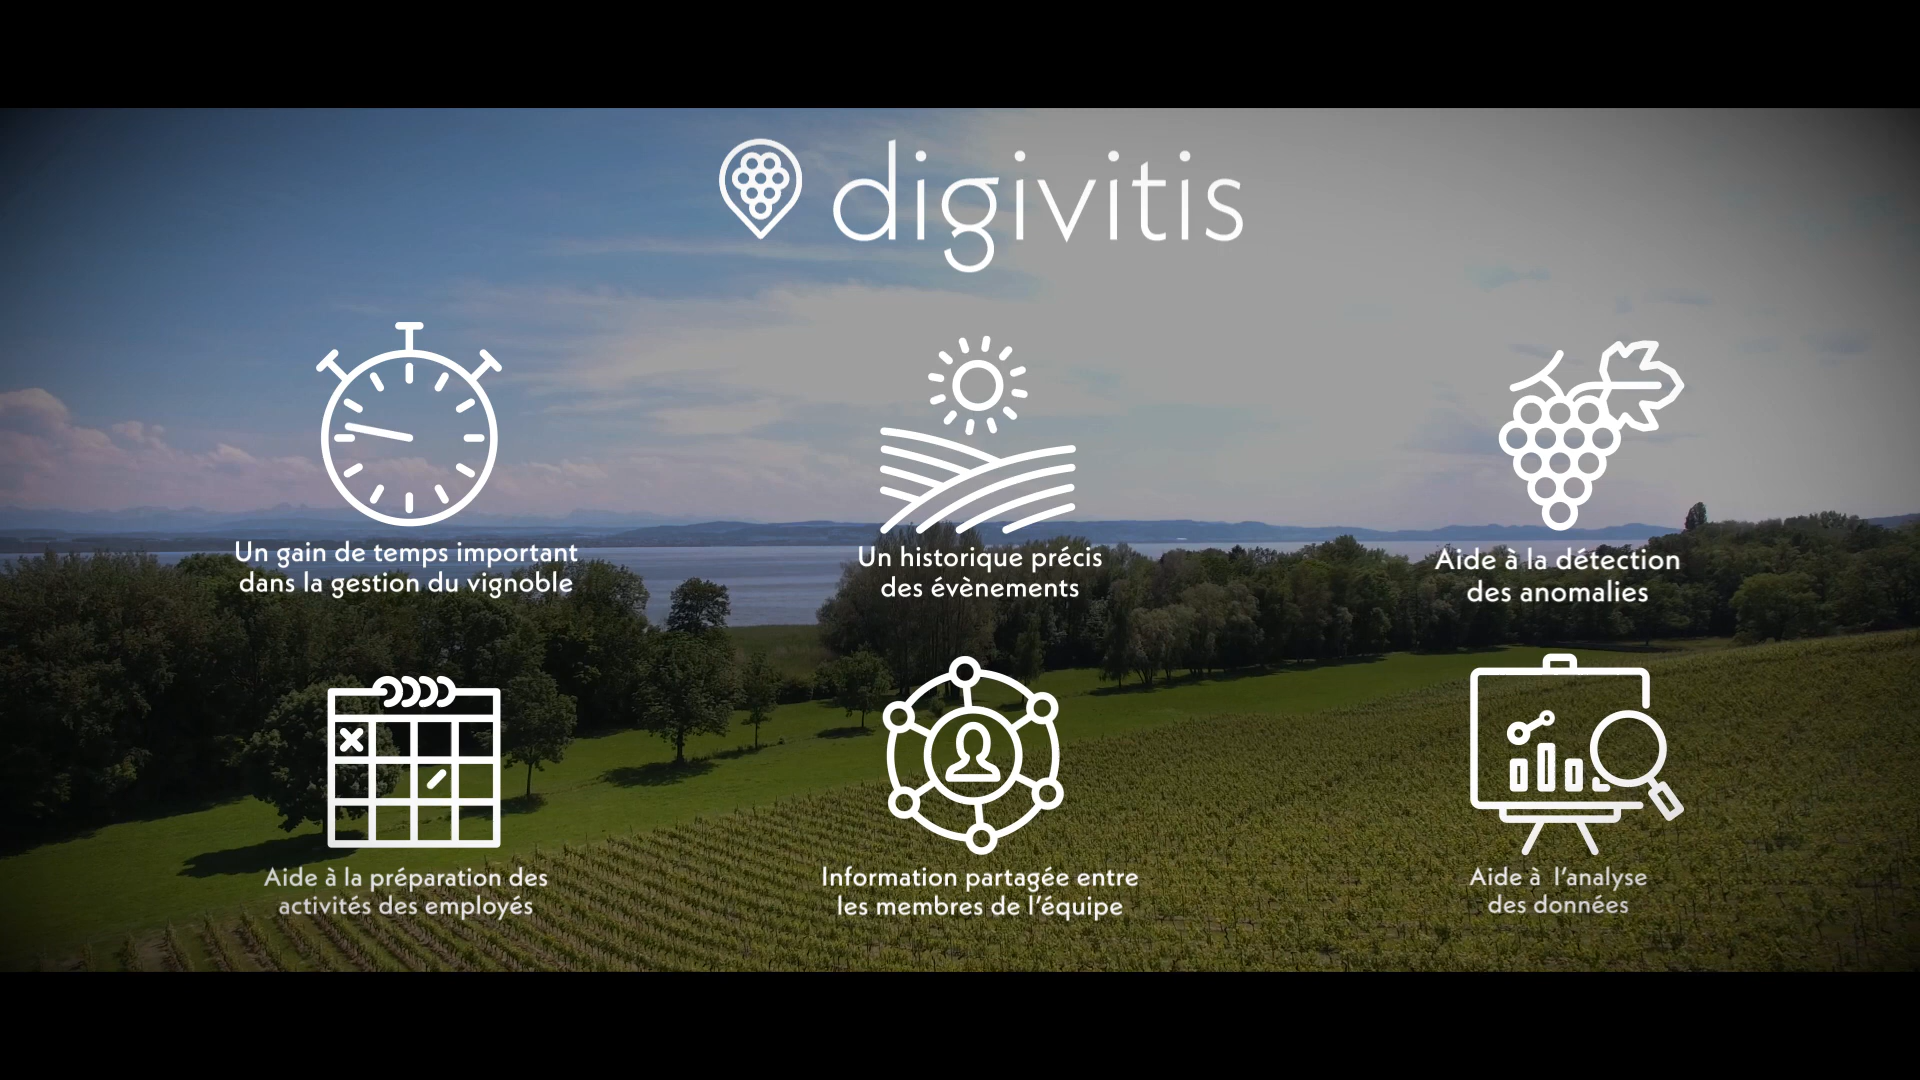 digivitis
Un gain de temps important
dans la gestion du vignoble
Un historique précis
des évènements
Aide à la détection
des anomalies
Aide à la préparation des
activités des employés
Information partagée entre
les membres de l'équipe
Aide à l'analyse
des données